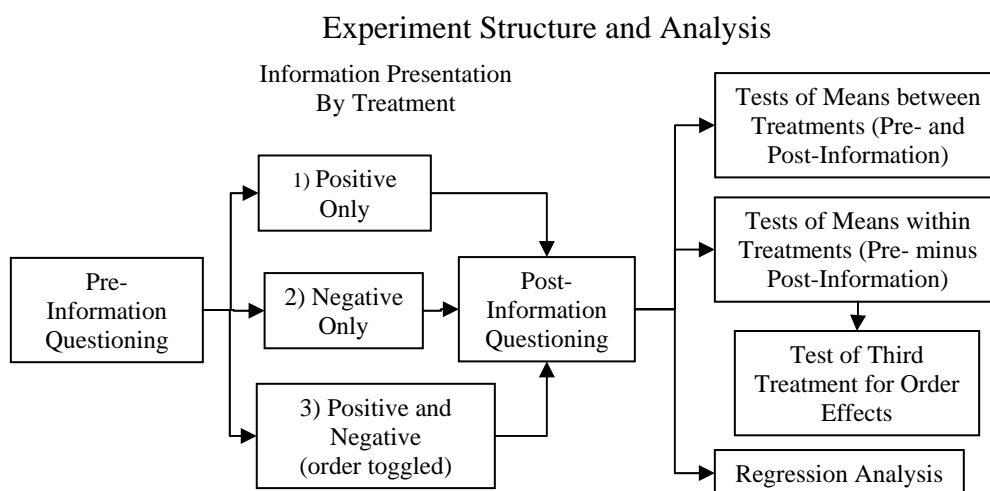 Experiment Structure and Analysis
Information Presentation
By Treatment
Pre-
Information
Questioning
1) Positive
Only
2) Negative
Only
3) Positive and
Negative
(order toggled)
Post-
Information
Questioning
Tests of Means between
Treatments (Pre- and
Post-Information)
Tests of Means within
Treatments (Pre- minus
Post-Information)
Test of Third
Treatment for Order
Effects
Regression Analysis